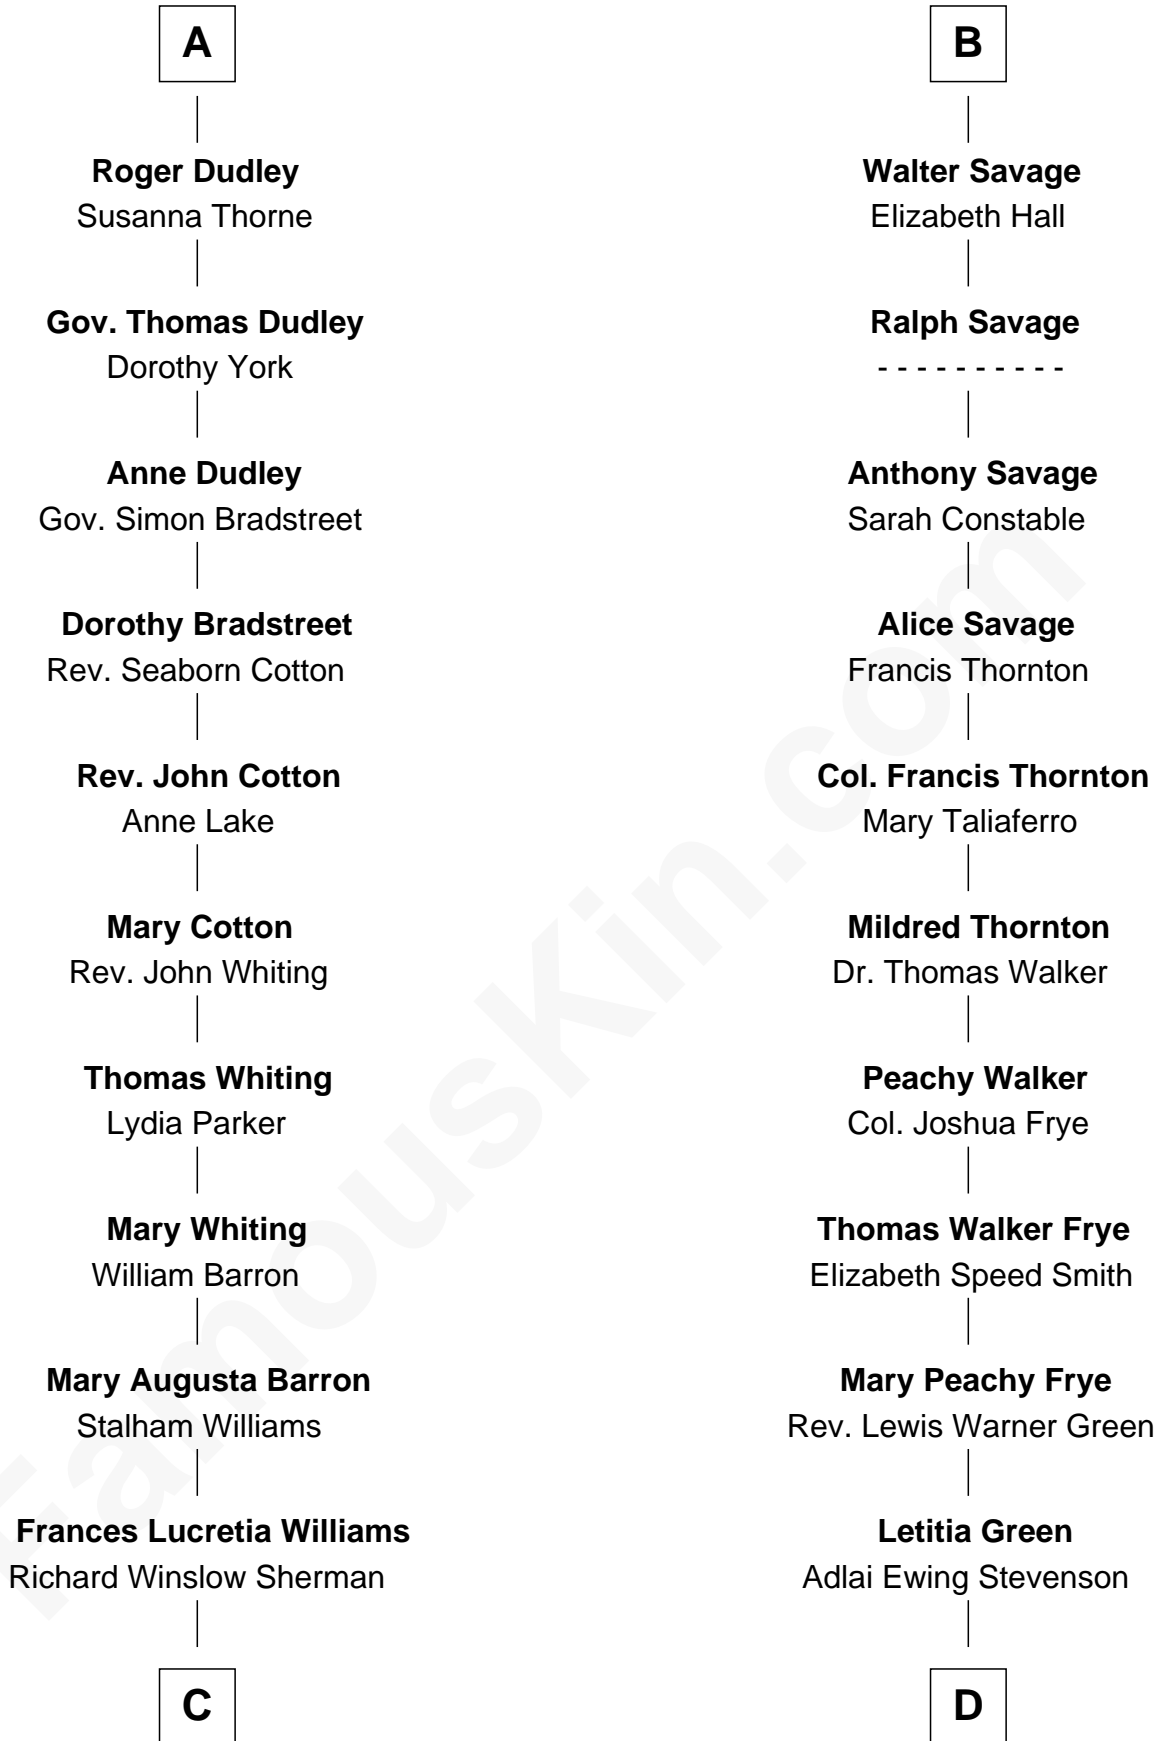 A
Roger Dudley
Susanna Thorne
Gov. Thomas Dudley
Dorothy York
Anne Dudley
Gov. Simon Bradstreet
Dorothy Bradstreet
Rev. Seaborn Cotton
Rev. John Cotton
Anne Lake
Mary Cotton
Rev. John Whiting
Thomas Whiting
Lydia Parker
Mary Whiting
William Barron
Mary Augusta Barron
Stalham Williams
Frances Lucretia Williams
Richard Winslow Sherman
C
B
Walter Savage
Elizabeth Hall
Ralph Savage
- - - - - - - - - -
Anthony Savage
Sarah Constable
Alice Savage
Francis Thornton
Col. Francis Thornton
Mary Taliaferro
Mildred Thornton
Dr. Thomas Walker
Peachy Walker
Col. Joshua Frye
Thomas Walker Frye
Elizabeth Speed Smith
Mary Peachy Frye
Rev. Lewis Warner Green
Letitia Green
Adlai Ewing Stevenson
D
FamousKin.com